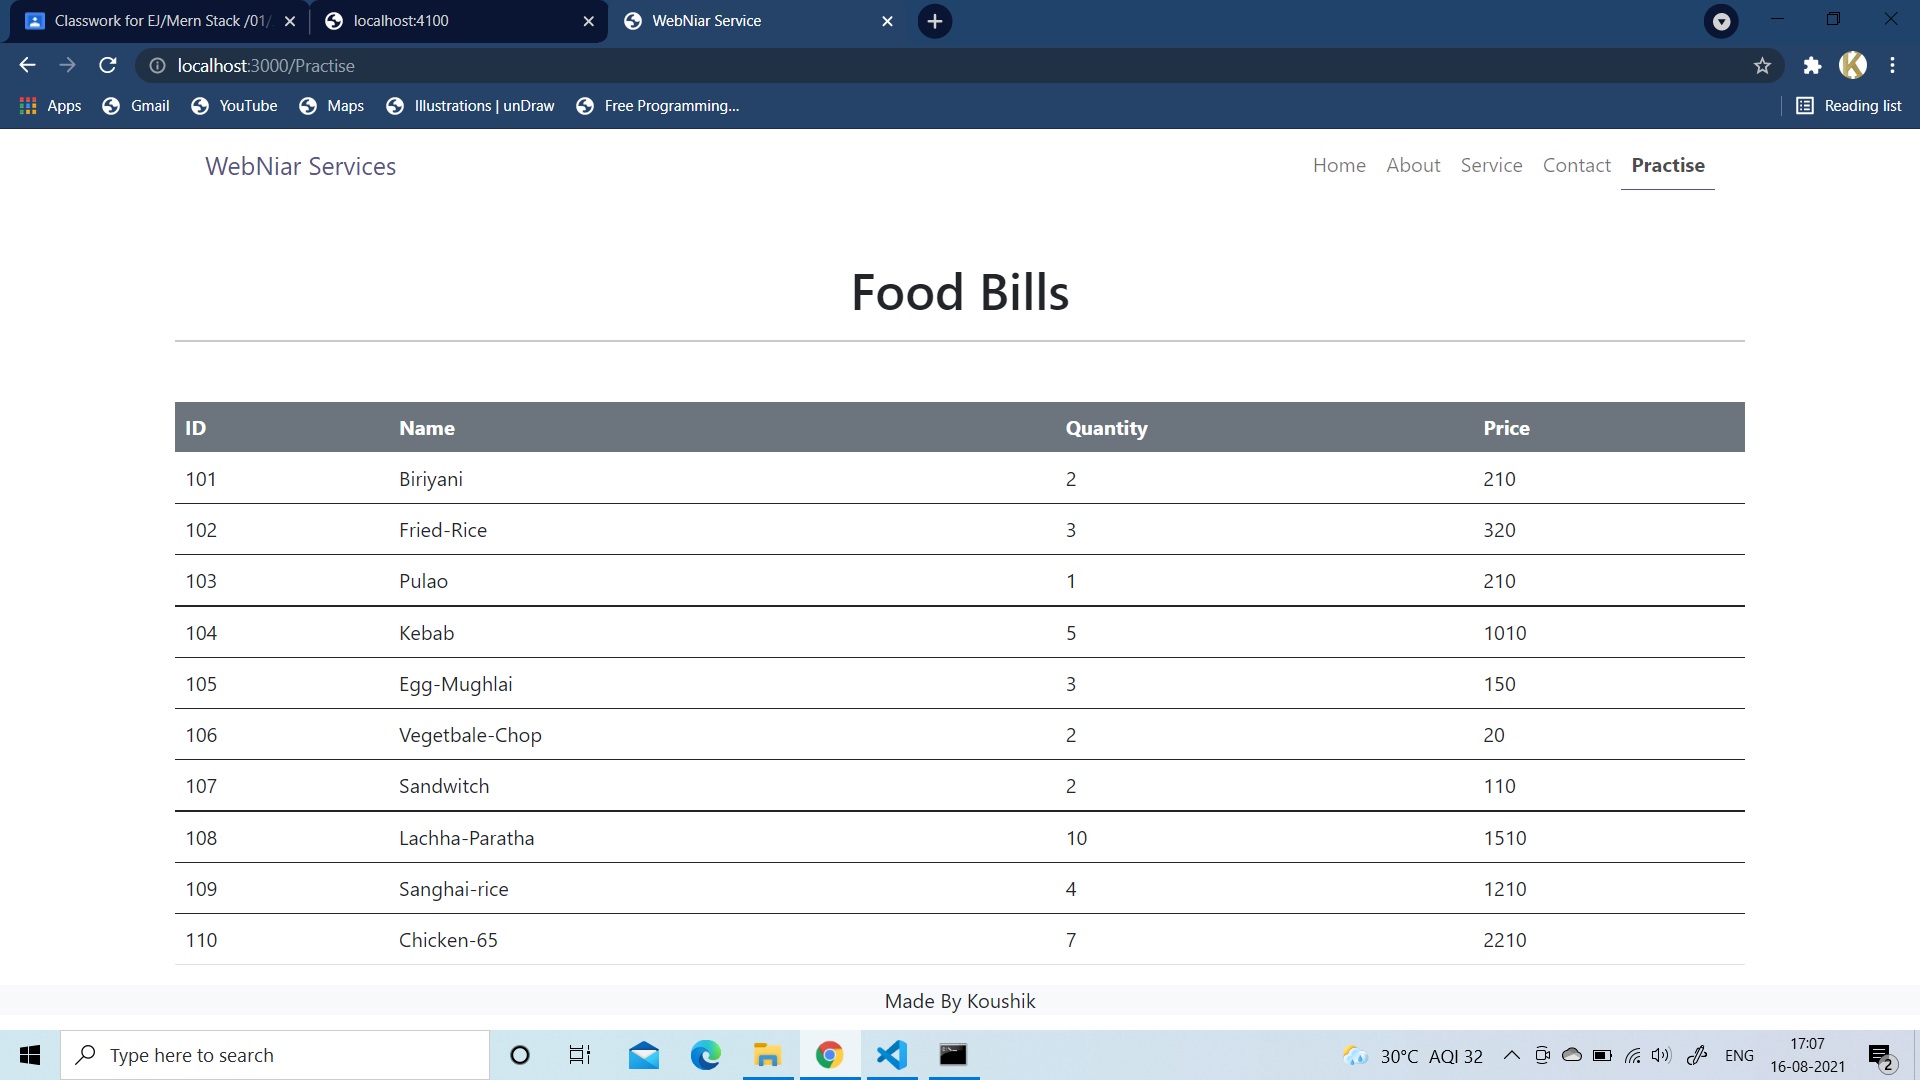 Classwork for EJ/Mern Stack /01/
localhost:4100
WebNiar Service
localhost:3000/Practise
Apps Gmail YouTube Maps Illustrations | unDraw Free Programming... Reading list
WebNiar Services Home About Service Contact Practise
Food Bills
ID Name Quantity Price
101 Biriyani 2 210
102 Fried-Rice 3 320
103 Pulao 1 210
104 Kebab 5 1010
105 Egg-Mughlai 3 150
106 Vegetbale-Chop 2 20
107 Sandwitch 2 110
108 Lachha-Paratha 10 1510
109 Sanghai-rice 4 1210
110 Chicken-65 7 2210
Made By Koushik
Type here to search
30°C AQI 32
ENG
17:07
16-08-2021
2